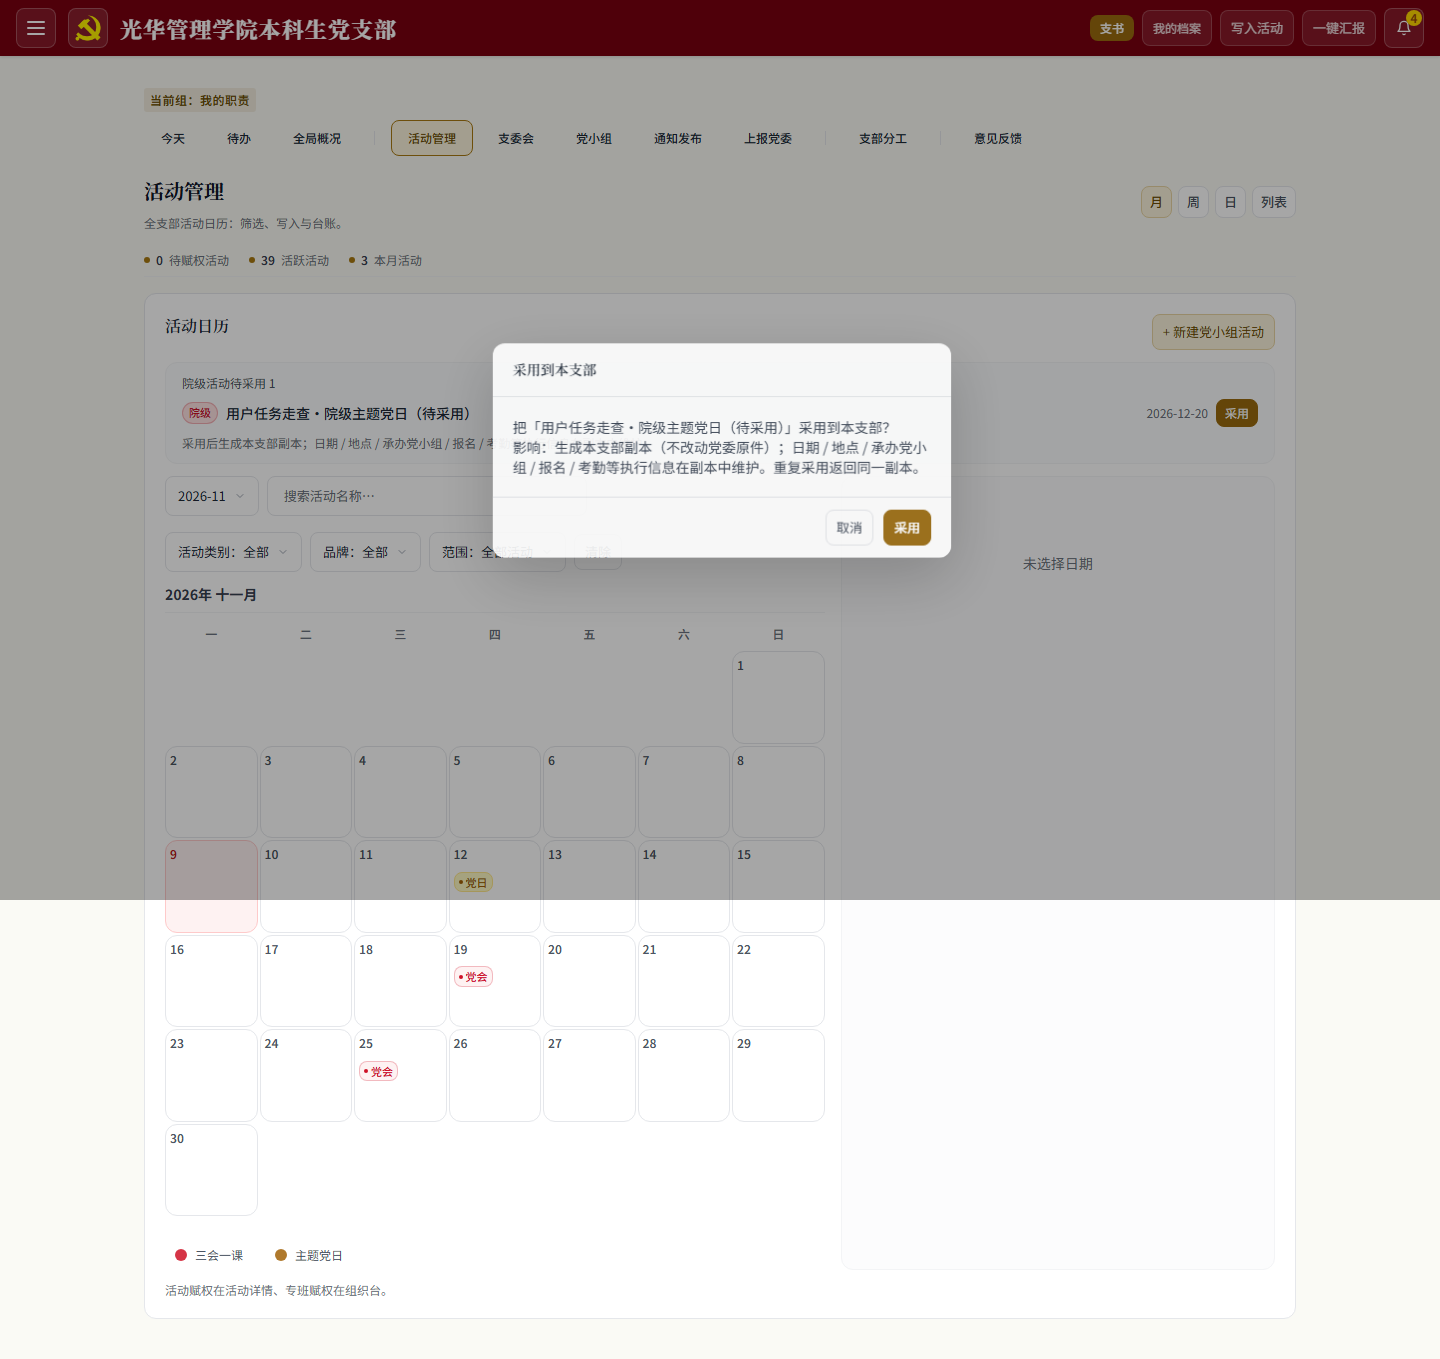 光华管理学院本科生党支部
支书
我的档案
写入活动
一键汇报
4
当前组：我的职责
今天
待办
全局概况
活动管理
支委会
党小组
通知发布
上报党委
支部分工
意见反馈
活动管理
月
周
日
列表
全支部活动日历：筛选、写入与台账。
0 待赋权活动
39 活跃活动
3 本月活动
活动日历
+ 新建党小组活动
院级活动待采用 1
院级
用户任务走查·院级主题党日（待采用）
2026-12-20
采用
采用后生成本支部副本；日期 / 地点 / 承办党小组 / 报名 /
采用到本支部
把「用户任务走查·院级主题党日（待采用）」采用到本支部？
影响：生成本支部副本（不改动党委原件）；日期 / 地点 / 承办党小
组 / 报名 / 考勤等执行信息在副本中维护。重复采用返回同一副本。
取消
采用
2026-11
搜索活动名称…
活动类别：全部
品牌：全部
范围：全部活动
清除
未选择日期
2026年 十一月
一 二 三 四 五 六 日
1
2 3 4 5 6 7 8
9 10 11 12 13 14 15
党日
16 17 18 19 20 21 22
党会
23 24 25 26 27 28 29
党会
30
三会一课
主题党日
活动赋权在活动详情、专班赋权在组织台。